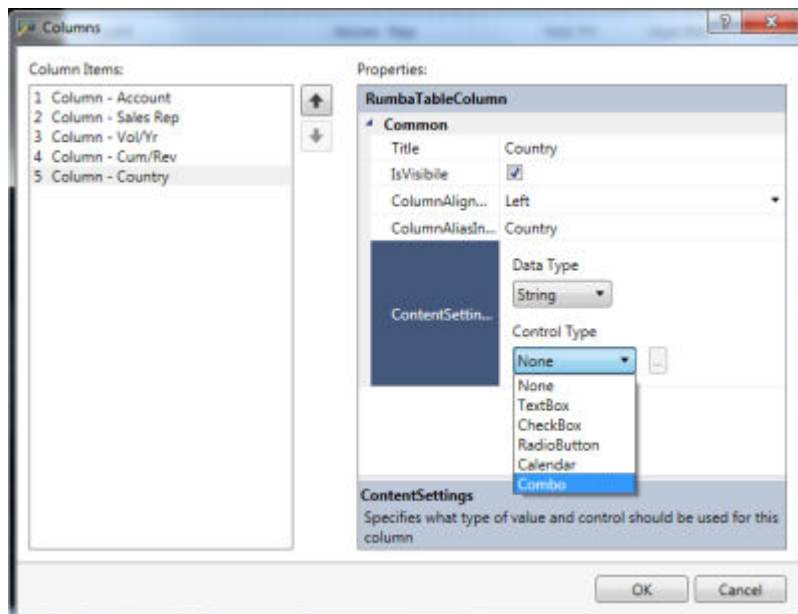 Columns
Column Items:
1 Column - Account
2 Column - Sales Rep
3 Column - Vol/Yr
4 Column - Cum/Rev
5 Column - Country
Properties:
RumbaTableColumn
Common
Title Country
IsVisibile
ColumnAlign... Left
ColumnAliasIn... Country
ContentSettin...
Data Type
String
Control Type
None
...
None
TextBox
CheckBox
RadioButton
Calendar
Combo
ContentSettings
Specifies what type of value and control should be used for this
column
OK Cancel